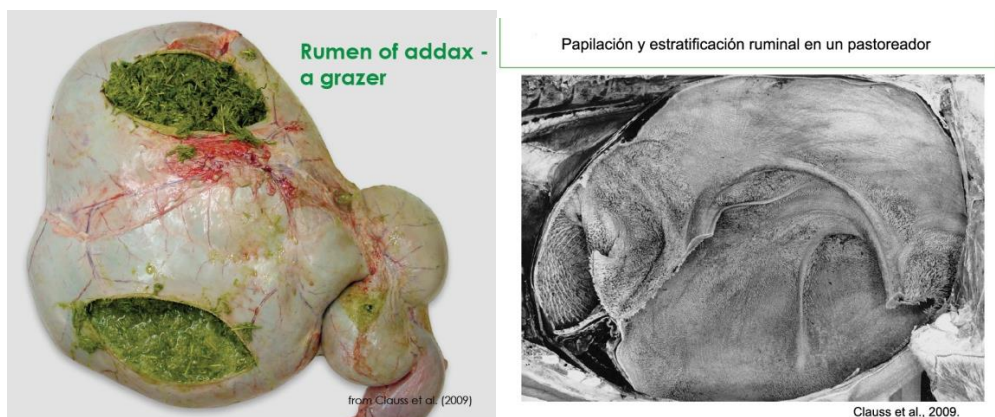 Rumen of addax -
a grazer
from Clauss et al. (2009)
Papilación y estratificación ruminal en un pastoreador
Clauss et al., 2009.